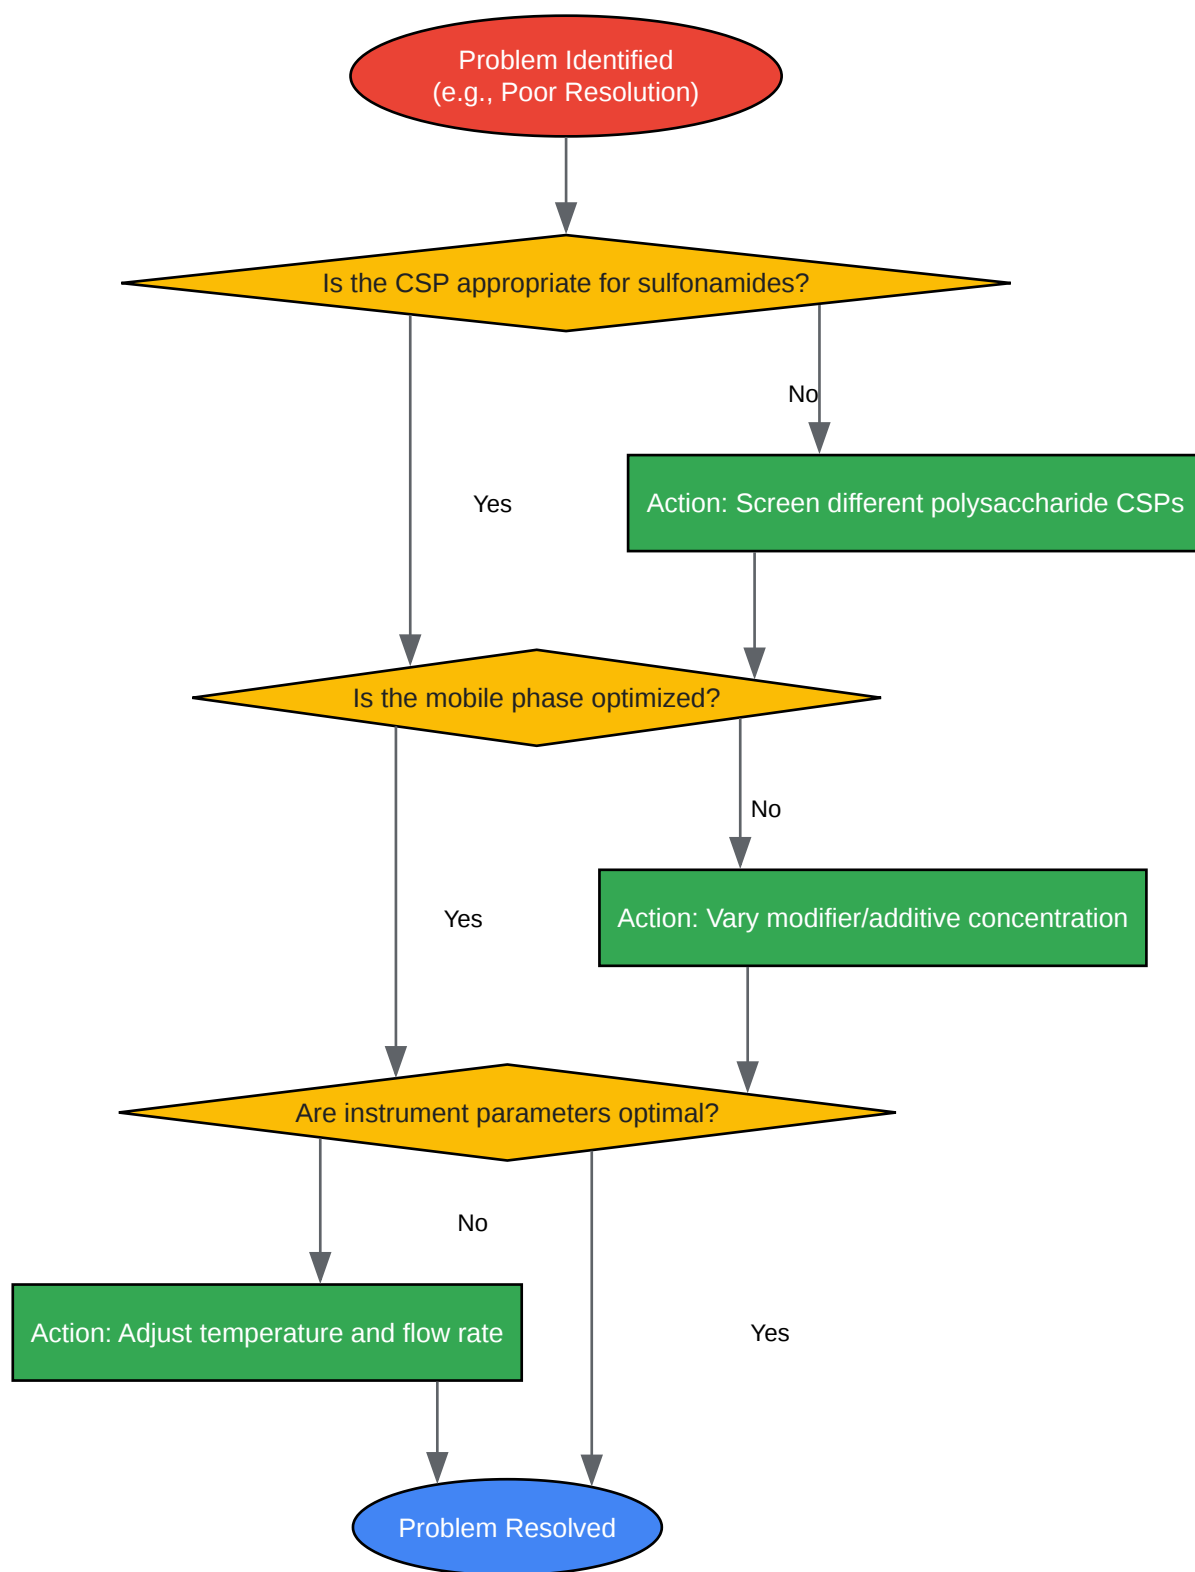 Problem Identified
(e.g., Poor Resolution)
Is the CSP appropriate for sulfonamides?
No
Yes
Action: Screen different polysaccharide CSPs
Is the mobile phase optimized?
No
Yes
Action: Vary modifier/additive concentration
Are instrument parameters optimal?
No
Action: Adjust temperature and flow rate
Yes
Problem Resolved